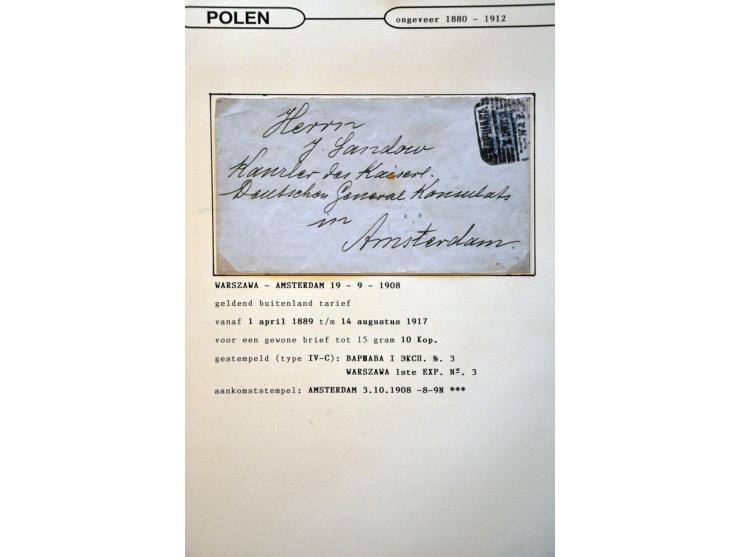 POLEN
ongeveer 1880 - 1912
Herrn
J. Sandow
Kanzler des Kaiserl.
Deutschen General Konsulats
in
Amsterdam.
ВАРШАВА
WARSZAWA - AMSTERDAM 19 - 9 - 1908
geldend buitenland tarief
vanaf 1 april 1889 t/m 14 augustus 1917
voor een gewone brief tot 15 gram 10 Kop.
gestempeld (type IV-C): ВАРШАВА I ЭКСП. №. 3
WARSZAWA 1ste EXP. Nº. 3
aankomststempel: AMSTERDAM 3.10.1908 -8-9N ***